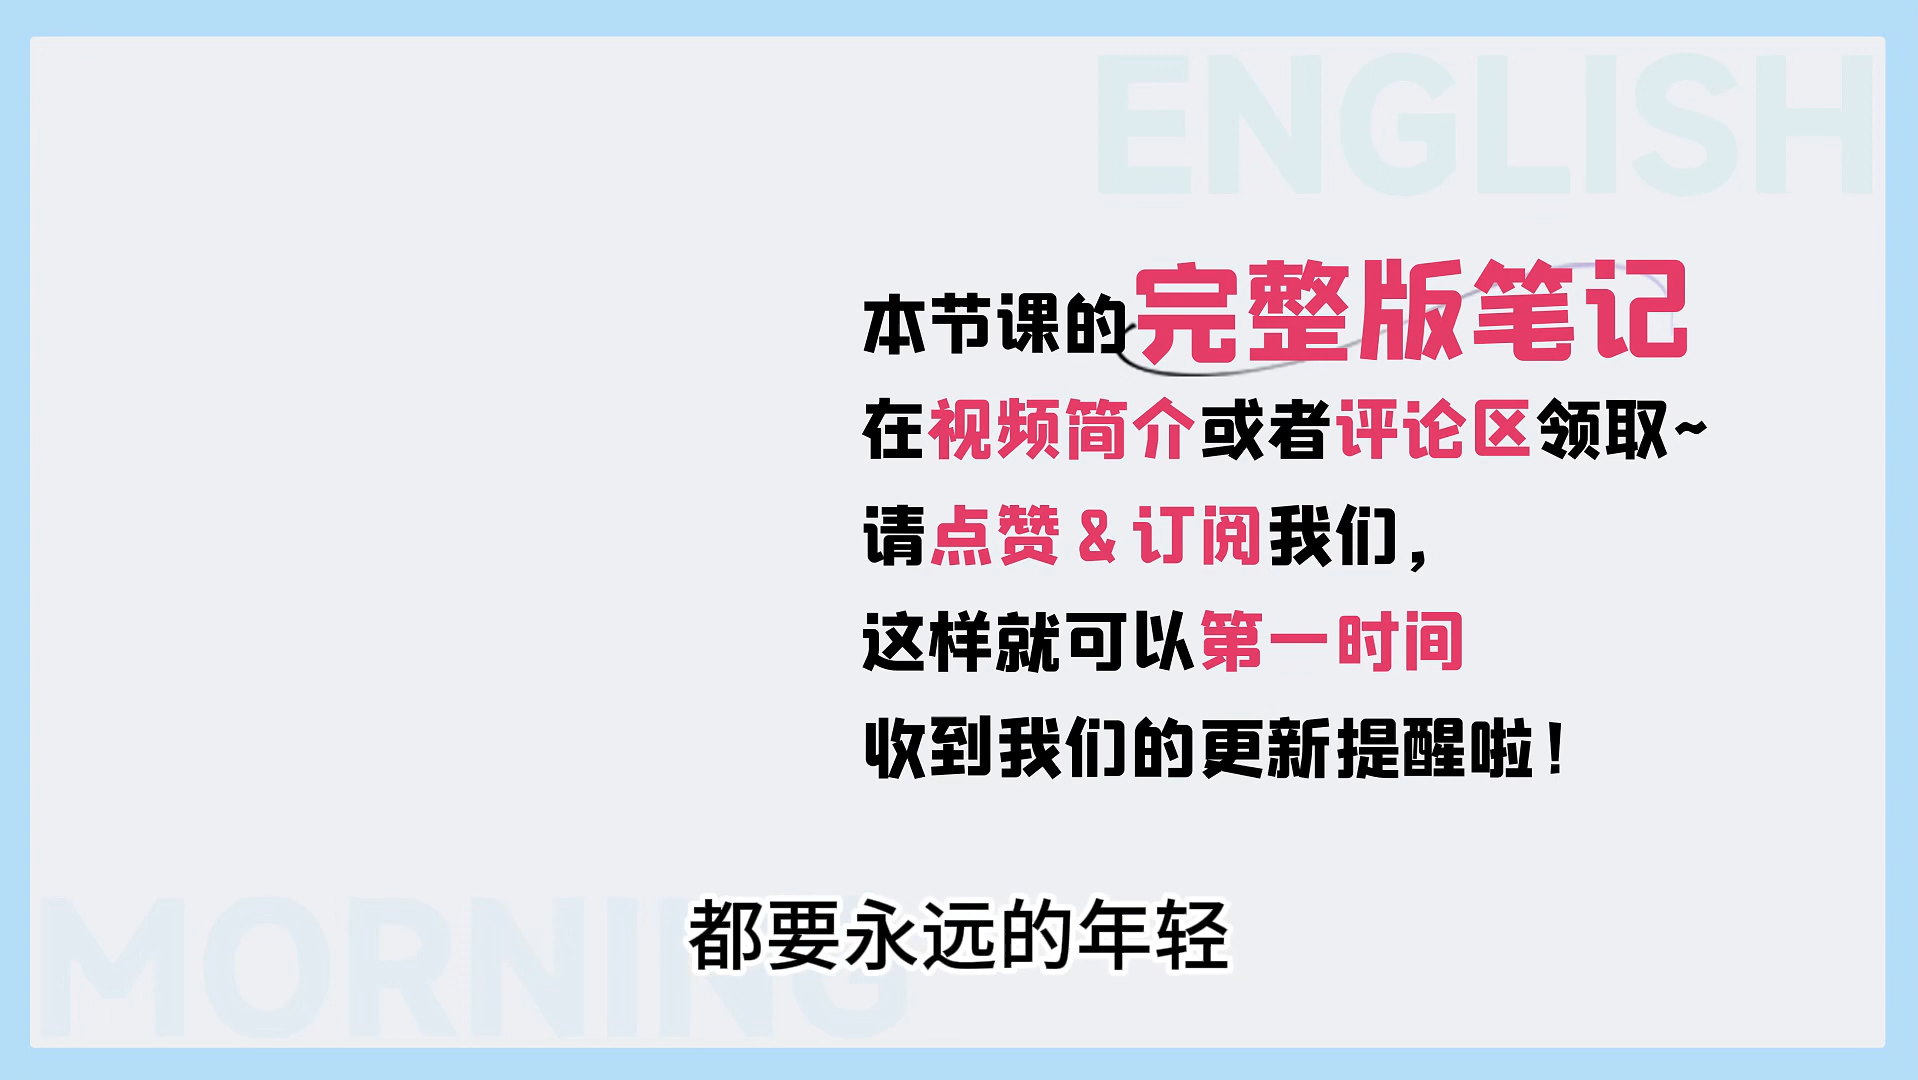 ENGLISH
本节课的完整版笔记
在视频简介或者评论区领取~
请点赞&订阅我们，
这样就可以第一时间
收到我们的更新提醒啦！
都要永远的年轻
MORNING